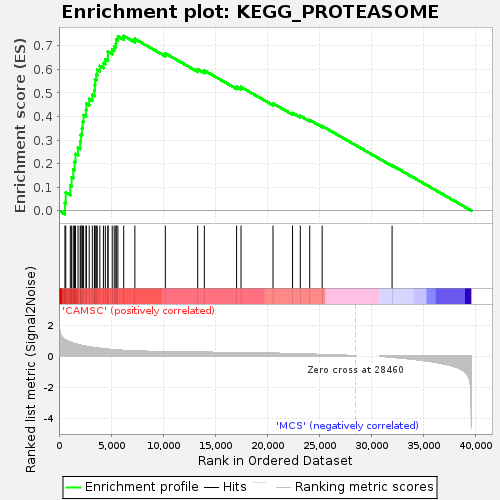 Enrichment plot: KEGG_PROTEASOME
Enrichment score (ES)
0.7
0.6
0.5
0.4
0.3
0.2
0.1
0.0
'CAMSC' (positively correlated)
Ranked list metric (Signal2Noise)
2
0
-2
-4
Zero cross at 28460
'MCS' (negatively correlated)
0 5,000 10,000 15,000 20,000 25,000 30,000 35,000 40,000
Rank in Ordered Dataset
Enrichment profile Hits Ranking metric scores